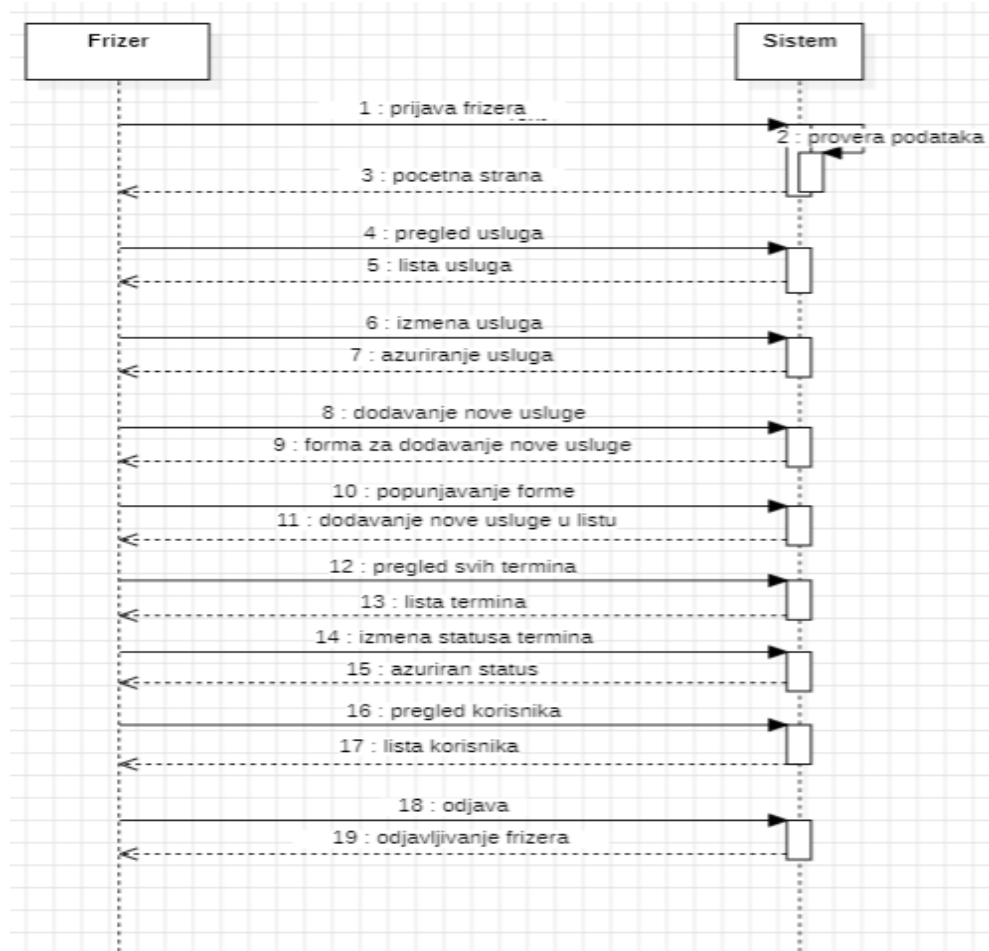 Frizer
Sistem
1 : prijava frizera
2 : provera podataka
3 : pocetna strana
4 : pregled usluga
5 : lista usluga
6 : izmena usluga
7 : azuriranje usluga
8 : dodavanje nove usluge
9 : forma za dodavanje nove usluge
10 : popunjavanje forme
11 : dodavanje nove usluge u listu
12 : pregled svih termina
13 : lista termina
14 : izmena statusa termina
15 : azuriran status
16 : pregled korisnika
17 : lista korisnika
18 : odjava
19 : odjavljivanje frizera